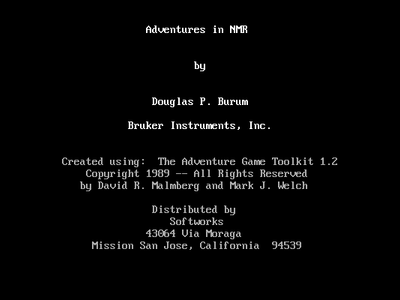 Adventures in NMR
by
Douglas P. Burum
Bruker Instruments, Inc.
Created using:  The Adventure Game Toolkit 1.2
Copyright 1989 -- All Rights Reserved
by David R. Malmberg and Mark J. Welch
Distributed by
Softworks
43064 Via Moraga
Mission San Jose, California  94539